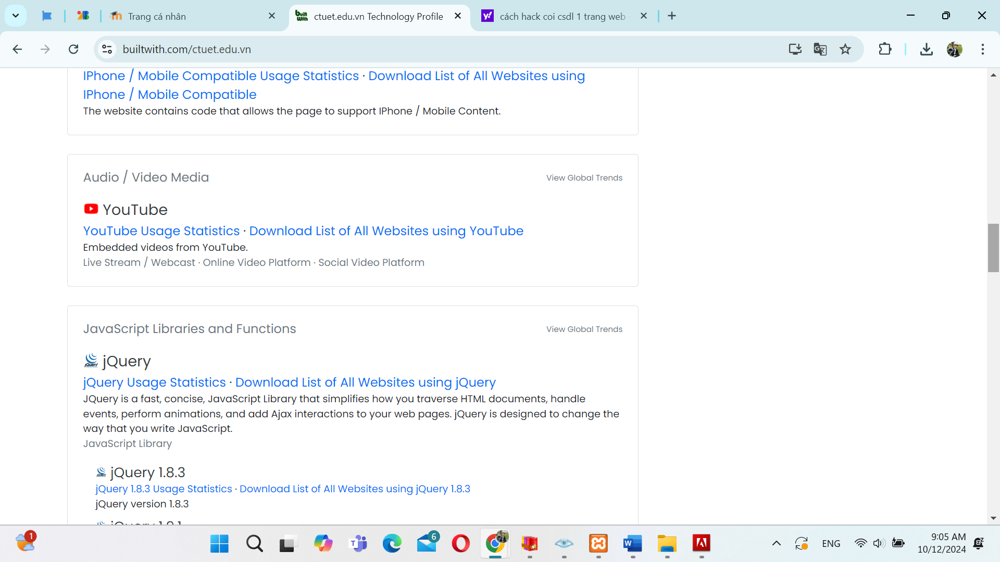 Trang cá nhân
built With
ctuet.edu.vn Technology Profile
y!
cách hack coi csdl 1 trang web
builtwith.com/ctuet.edu.vn
IPhone / Mobile Compatible Usage Statistics · Download List of All Websites using
IPhone / Mobile Compatible
The website contains code that allows the page to support IPhone / Mobile Content.
Audio / Video Media
View Global Trends
YouTube
YouTube Usage Statistics · Download List of All Websites using YouTube
Embedded videos from YouTube.
Live Stream / Webcast · Online Video Platform · Social Video Platform
JavaScript Libraries and Functions
View Global Trends
jQuery
jQuery Usage Statistics · Download List of All Websites using jQuery
JQuery is a fast, concise, JavaScript Library that simplifies how you traverse HTML documents, handle
events, perform animations, and add Ajax interactions to your web pages. jQuery is designed to change the
way that you write JavaScript.
JavaScript Library
jQuery 1.8.3
jQuery 1.8.3 Usage Statistics · Download List of All Websites using jQuery 1.8.3
jQuery version 1.8.3
1
6
ENG
9:05 AM
10/12/2024